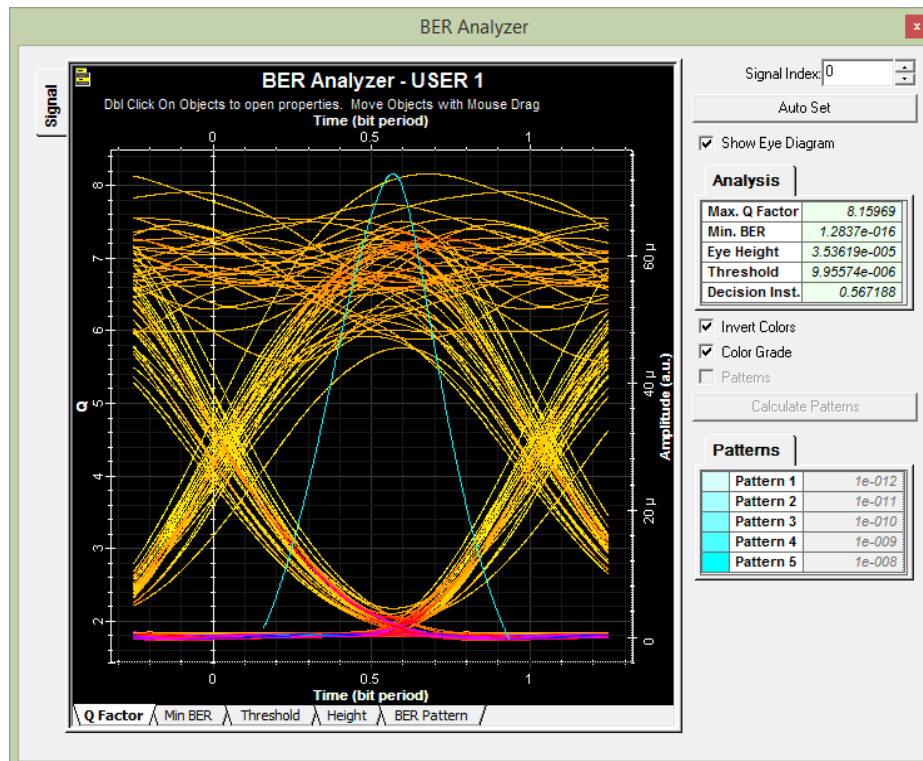 BER Analyzer
x
Signal
BER Analyzer - USER 1
Dbl Click On Objects to open properties. Move Objects with Mouse Drag
Time (bit period)
0 0.5 1
8
7
6
5
4
3
2
Q
60 µ
40 µ
20 µ
0
Amplitude (a.u.)
0 0.5 1
Time (bit period)
Q Factor Min BER Threshold Height BER Pattern
Signal Index: 0
Auto Set
Show Eye Diagram
Analysis
Max. Q Factor 8.15969
Min. BER 1.2837e-016
Eye Height 3.53619e-005
Threshold 9.95574e-006
Decision Inst. 0.567188
Invert Colors
Color Grade
Patterns
Calculate Patterns
Patterns
Pattern 1 1e-012
Pattern 2 1e-011
Pattern 3 1e-010
Pattern 4 1e-009
Pattern 5 1e-008